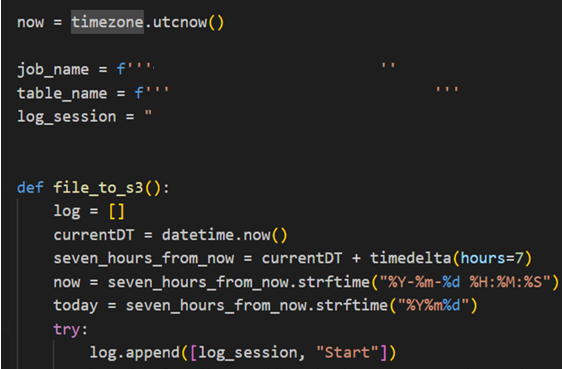 now = timezone.utcnow()
job_name = f''' ''
table_name = f''' '''
log_session = "
def file_to_s3():
    log = []
    currentDT = datetime.now()
    seven_hours_from_now = currentDT + timedelta(hours=7)
    now = seven_hours_from_now.strftime("%Y-%m-%d %H:%M:%S")
    today = seven_hours_from_now.strftime("%Y%m%d")
    try:
        log.append([log_session, "Start"])